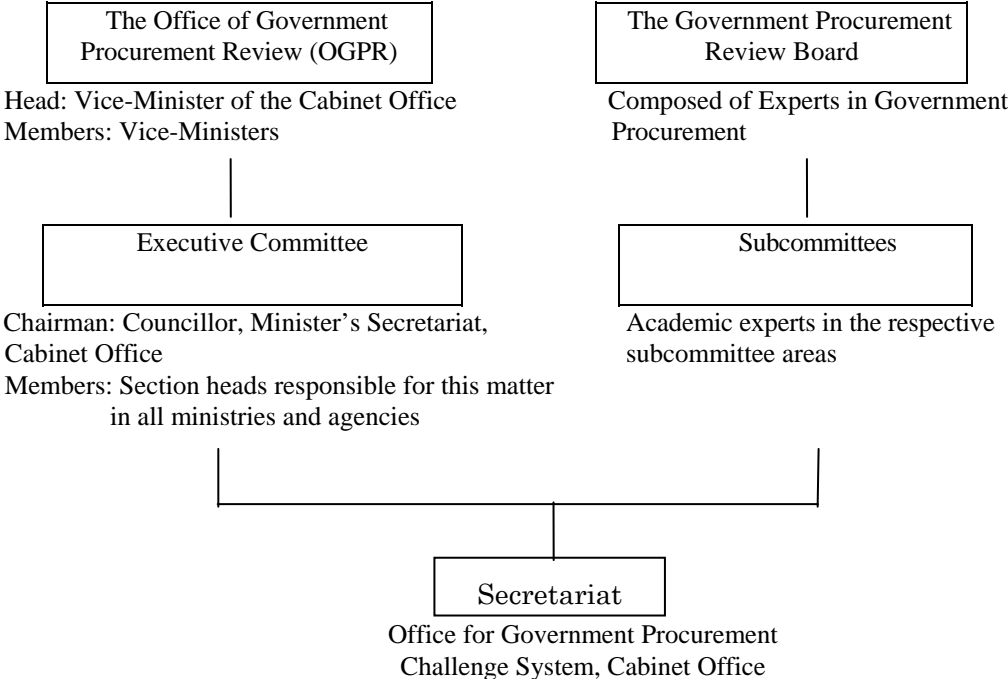 The Office of Government
Procurement Review (OGPR)
Head: Vice-Minister of the Cabinet Office
Members: Vice-Ministers
The Government Procurement
Review Board
Composed of Experts in Government
Procurement
Executive Committee
Chairman: Councillor, Minister’s Secretariat,
Cabinet Office
Members: Section heads responsible for this matter
in all ministries and agencies
Subcommittees
Academic experts in the respective
subcommittee areas
Secretariat
Office for Government Procurement
Challenge System, Cabinet Office